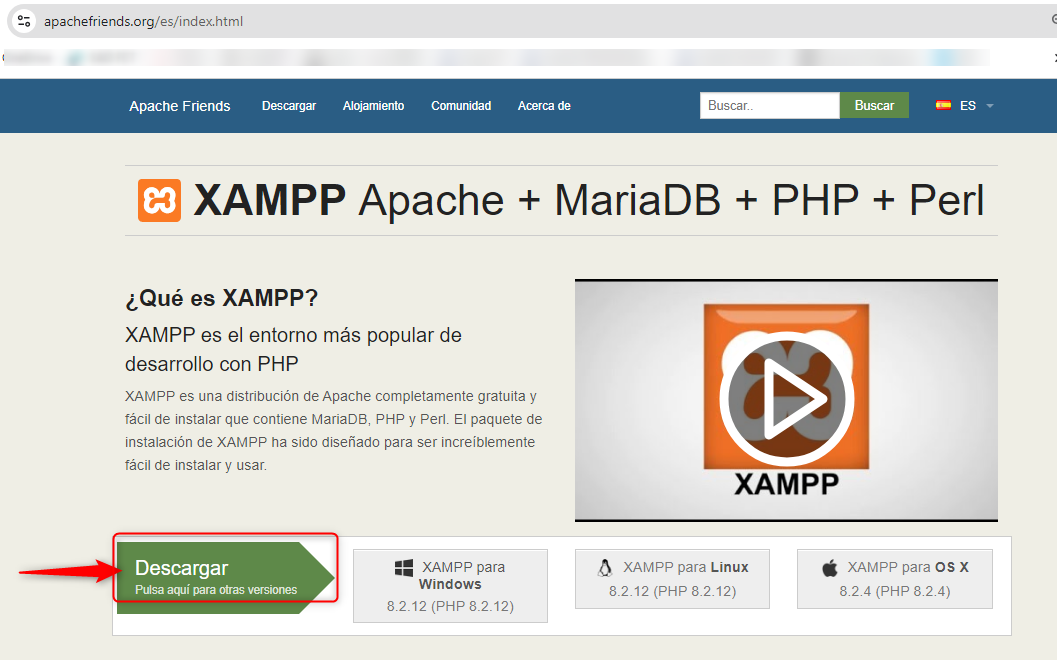 apachefriends.org/es/index.html
Apache Friends Descargar Alojamiento Comunidad Acerca de Buscar.. Buscar ES
XAMPP Apache + MariaDB + PHP + Perl
¿Qué es XAMPP?
XAMPP es el entorno más popular de
desarrollo con PHP
XAMPP es una distribución de Apache completamente gratuita y
fácil de instalar que contiene MariaDB, PHP y Perl. El paquete de
instalación de XAMPP ha sido diseñado para ser increíblemente
fácil de instalar y usar.
XAMPP
Descargar
Pulsa aquí para otras versiones
XAMPP para
Windows
8.2.12 (PHP 8.2.12)
XAMPP para Linux
8.2.12 (PHP 8.2.12)
XAMPP para OS X
8.2.4 (PHP 8.2.4)